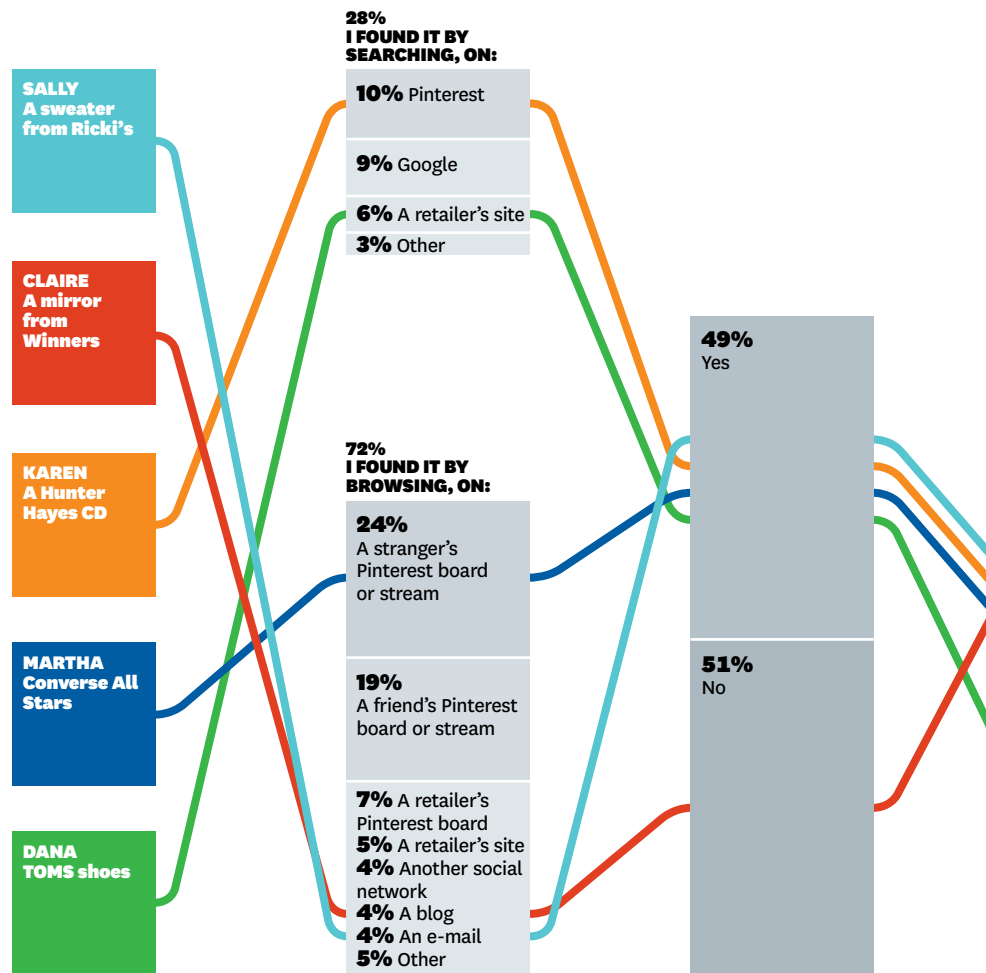 SALLY
A sweater
from Ricki's
CLAIRE
A mirror
from
Winners
KAREN
A Hunter
Hayes CD
MARTHA
Converse All
Stars
DANA
TOMS shoes
28%
I FOUND IT BY
SEARCHING, ON:
10% Pinterest
9% Google
6% A retailer's site
3% Other
72%
I FOUND IT BY
BROWSING, ON:
24%
A stranger's
Pinterest board
or stream
19%
A friend's Pinterest
board or stream
7% A retailer's
Pinterest board
5% A retailer's site
4% Another social
network
4% A blog
4% An e-mail
5% Other
49%
Yes
51%
No